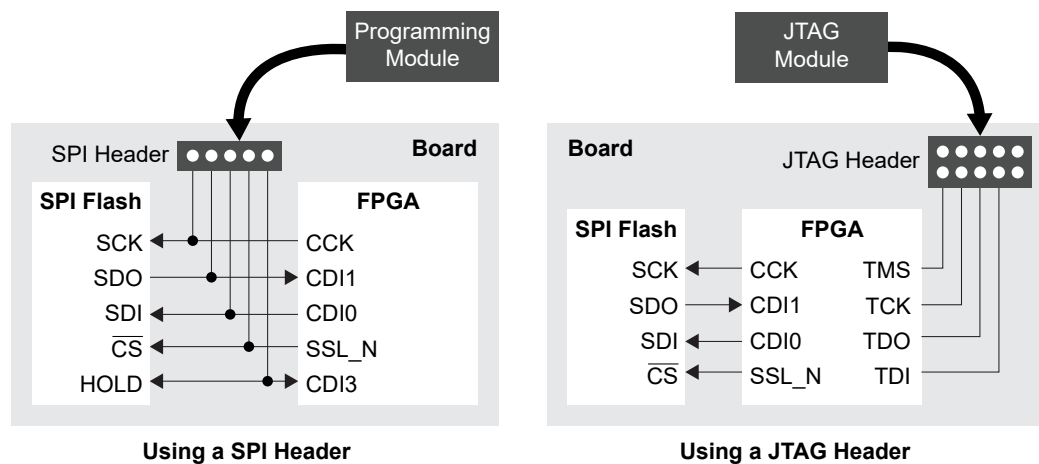 Programming
Module
SPI Header
Board
SPI Flash
FPGA
SCK
CCK
SDO
CDI1
SDI
CDI0
CS
SSL_N
HOLD
CDI3
Using a SPI Header
JTAG
Module
Board
JTAG Header
SPI Flash
FPGA
SCK
CCK
TMS
SDO
CDI1
TCK
SDI
CDI0
TDO
CS
SSL_N
TDI
Using a JTAG Header